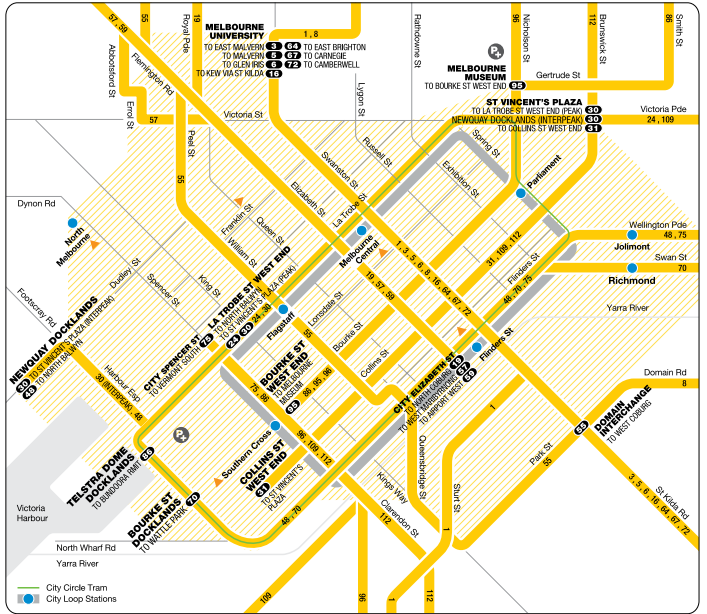 57, 59
55
19
Royal Pde
MELBOURNE
UNIVERSITY
TO EAST MALVERN 3 64 TO EAST BRIGHTON
TO MALVERN 5 67 TO CARNEGIE
TO GLEN IRIS 6 72 TO CAMBERWELL
TO KEW VIA ST KILDA 16
1, 8
Rathdowne St
96
Nicholson St
112
Brunswick St
86
Smith St
Abbotsford St
Flemington Rd
P+
MELBOURNE
MUSEUM
TO BOURKE ST WEST END 95
Gertrude St
Errol St
57
Victoria St
Lygon St
ST VINCENT'S PLAZA
TO LA TROBE ST WEST END (PEAK) 30
NEWQUAY DOCKLANDS (INTERPEAK) 30
TO COLLINS ST WEST END 31
Victoria Pde
24, 109
Peel St
55
Russell St
Spring St
Swanston St
Exhibition St
Parliament
Elizabeth St
La Trobe St
Dynon Rd
North
Melbourne
Franklin St
Queen St
William St
Melbourne
Central
1, 3, 5, 6, 8, 16, 64, 67, 72
31, 109, 112
Flinders St
Wellington Pde
48, 75
Jolimont
Swan St
70
Richmond
Dudley St
Spencer St
King St
19, 57, 59
48, 70, 75
Footscray Rd
LA TROBE ST WEST END
TO NORTH BALWYN
TO ST VINCENT'S PLAZA (PEAK)
24 30 24, 30
Flagstaff
Lonsdale St
55
Bourke St
Yarra River
NEWQUAY DOCKLANDS
30 TO ST VINCENT'S PLAZA (INTERPEAK)
48 TO NORTH BALWYN
CITY SPENCER ST
TO VERMONT SOUTH 75
Flinders St
Harbour Esp
30 (INTERPEAK), 48
BOURKE ST
WEST END
TO MELBOURNE
MUSEUM
95
86, 95, 96
Collins St
75, 86
CITY ELIZABETH ST
TO NORTH COBURG 19
TO WEST MARIBYRNONG 57
TO AIRPORT WEST 59
Domain Rd
8
1
P+
Southern Cross
96, 109, 112
DOMAIN
INTERCHANGE
TO WEST COBURG
55
TELSTRA DOME
DOCKLANDS
TO BUNDOORA RMIT 86
COLLINS ST
WEST END
31
TO ST VINCENT'S
PLAZA
Queensbridge St
Park St
55
BOURKE ST
DOCKLANDS
TO WATTLE PARK 70
Kings Way
Sturt St
3, 5, 6, 16, 64, 67, 72
St Kilda Rd
Victoria
Harbour
48, 70
112
Clarendon St
1
North Wharf Rd
Yarra River
City Circle Tram
City Loop Stations
109
96
1
112